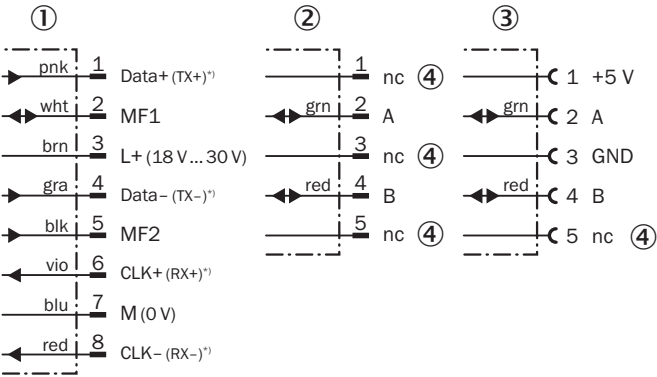 ① ② ③
pnk 1 Data+ (TX+)*)
wht 2 MF1
brn 3 L+ (18 V... 30 V)
gra 4 Data– (TX–)*)
blk 5 MF2
vio 6 CLK+ (RX+)*)
blu 7 M (0 V)
red 8 CLK– (RX–)*)
1 nc ④
grn 2 A
3 nc ④
red 4 B
5 nc ④
1 +5 V
grn 2 A
3 GND
red 4 B
5 nc ④